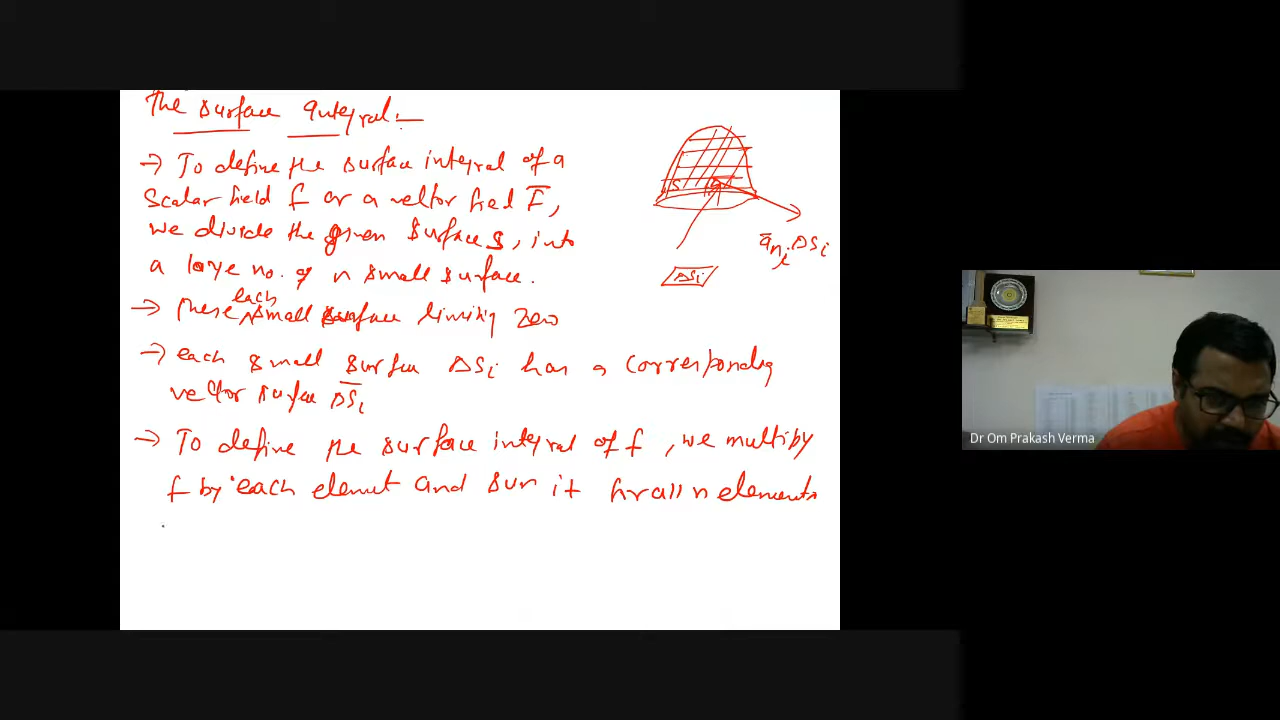 The surface integral:-
→ To define the surface integral of a
scalar field f or a vector field F̅,
we divide the given surface S, into
a large no. of n small surface.
→ these each small surface limiting zero
→ each small surface ΔSi has a corresponding
vector surface Δ̅S̅i
→ To define the surface integral of f, we multiply
f by each element and sum it for all n elements
S
a̅ni ΔSi
ΔSi
Dr Om Prakash Verma